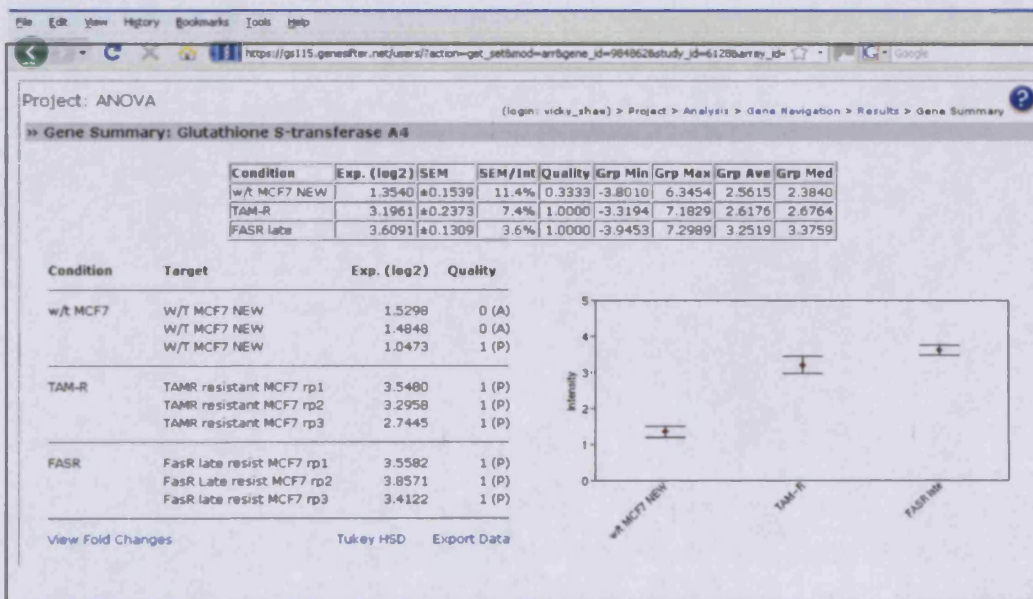 File Edit View History Bookmarks Tools Help
https://gs115.genesifter.net/users/?action=get_set&mod=arr&gene_id=984862&study_id=6128&array_id= Google
Project: ANOVA
(login: vicky_shaw) > Project > Analysis > Gene Navigation > Results > Gene Summary
?
» Gene Summary: Glutathione S-transferase A4
Condition Exp. (log2) SEM SEM/Int Quality Grp Min Grp Max Grp Ave Grp Med
w/t MCF7 NEW 1.3540 ±0.1539 11.4% 0.3333 -3.8010 6.3454 2.5615 2.3840
TAM-R 3.1961 ±0.2373 7.4% 1.0000 -3.3194 7.1829 2.6176 2.6764
FASR late 3.6091 ±0.1309 3.6% 1.0000 -3.9453 7.2989 3.2519 3.3759
Condition Target Exp. (log2) Quality
w/t MCF7 W/T MCF7 NEW 1.5298 0 (A)
W/T MCF7 NEW 1.4848 0 (A)
W/T MCF7 NEW 1.0473 1 (P)
TAM-R TAMR resistant MCF7 rp1 3.5480 1 (P)
TAMR resistant MCF7 rp2 3.2958 1 (P)
TAMR resistant MCF7 rp3 2.7445 1 (P)
FASR FasR late resist MCF7 rp1 3.5582 1 (P)
FasR Late resist MCF7 rp2 3.8571 1 (P)
FasR late resist MCF7 rp3 3.4122 1 (P)
View Fold Changes Tukey HSD Export Data
5
4
3
2
1
0
Intensity
w/t MCF7 NEW
TAM-R
FASR late